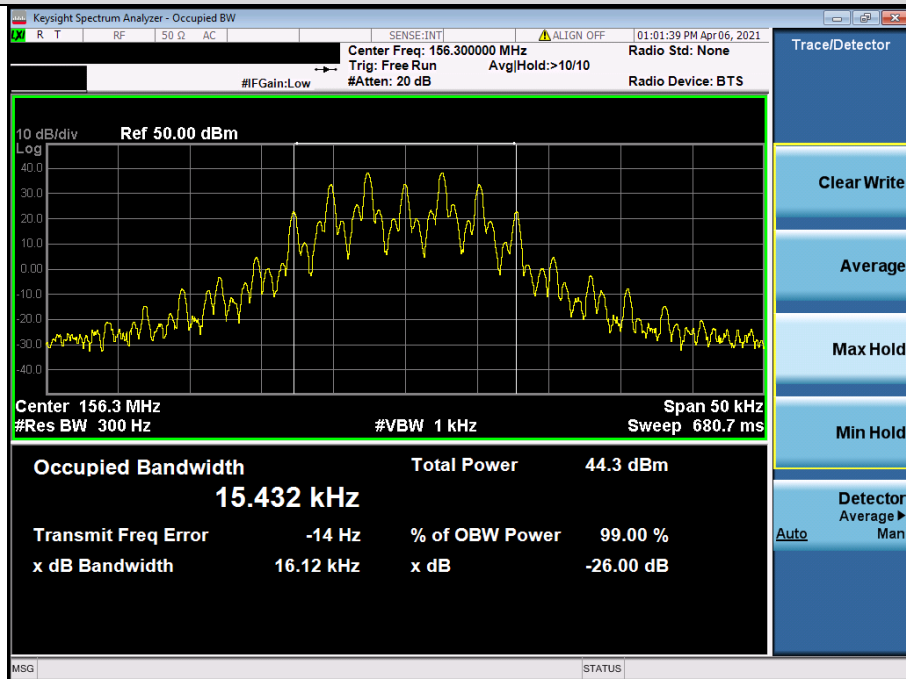 Keysight Spectrum Analyzer - Occupied BW
LXI R T RF 50 Ω AC SENSE:INT ALIGN OFF 01:01:39 PM Apr 06, 2021
Center Freq: 156.300000 MHz Radio Std: None
Trig: Free Run Avg|Hold:>10/10
#IFGain:Low #Atten: 20 dB Radio Device: BTS
10 dB/div Ref 50.00 dBm
Log
40.0
30.0
20.0
10.0
0.00
-10.0
-20.0
-30.0
-40.0
Center 156.3 MHz Span 50 kHz
#Res BW 300 Hz #VBW 1 kHz Sweep 680.7 ms
Occupied Bandwidth Total Power 44.3 dBm
15.432 kHz
Transmit Freq Error -14 Hz % of OBW Power 99.00 %
x dB Bandwidth 16.12 kHz x dB -26.00 dB
MSG STATUS
Trace/Detector
Clear Write
Average
Max Hold
Min Hold
Detector
Average
Auto Man